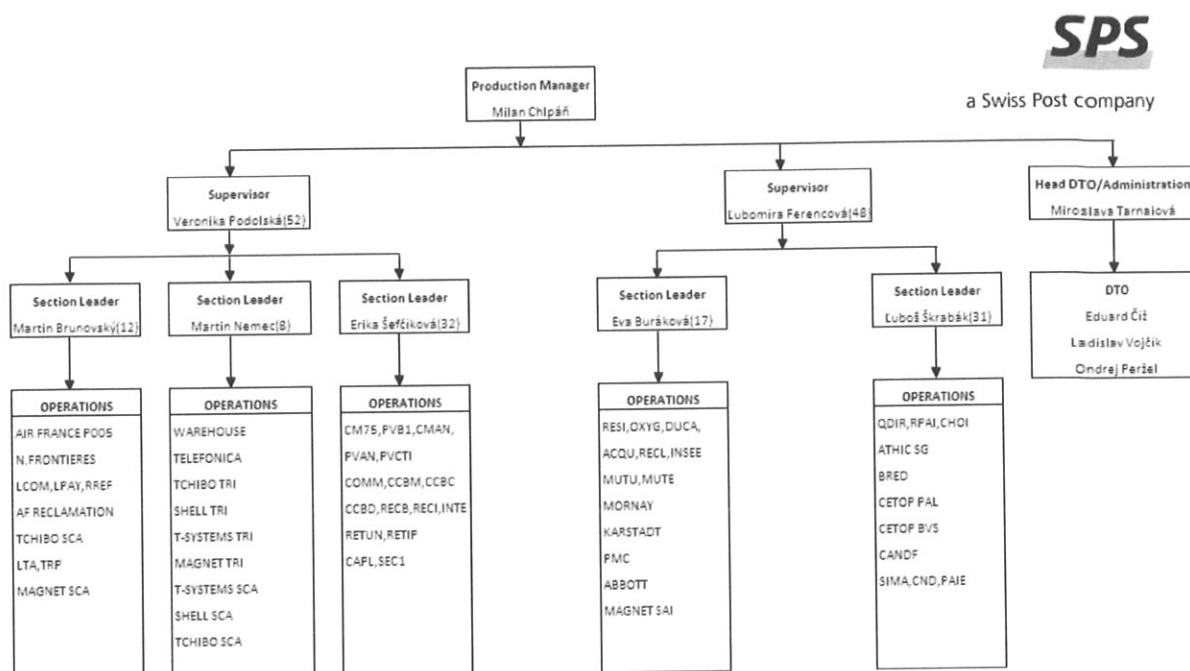 SPS
a Swiss Post company
Production Manager
Milan Chlpáň
Supervisor
Veronika Podolská(52)
Supervisor
Ľubomíra Ferencová(48)
Head DTO/Administration
Miroslava Tarnaiová
Section Leader
Martin Brunovský(12)
Section Leader
Martin Nemec(8)
Section Leader
Erika Šefčíková(32)
Section Leader
Eva Buráková(17)
Section Leader
Ľuboš Škrabák(31)
DTO
Eduard Číž
Ladislav Vojčík
Ondrej Peržel
OPERATIONS
AIR FRANCE P005
N.FRONTIERES
LCOM,LPAY,RREF
AF RECLAMATION
TCHIBO SCA
LTA,TRP
MAGNET SCA
OPERATIONS
WAREHOUSE
TELEFONICA
TCHIBO TRI
SHELL TRI
T-SYSTEMS TRI
MAGNET TRI
T-SYSTEMS SCA
SHELL SCA
TCHIBO SCA
OPERATIONS
CM75,PVB1,CMAN,
PVAN,PVCTI
COMM,CCBM,CCBC
CCBD,RECB,RECI,INTE
RETUN,RETIP
CAPL,SEC1
OPERATIONS
RESI,OXYG,DUCA,
ACQU,RECL,INSEE
MUTU,MUTE
MORNAY
KARSTADT
PMC
ABBOTT
MAGNET SAI
OPERATIONS
QDIR,RPAI,CHOI
ATHIC SG
BRED
CETOP PAL
CETOP BVS
CANDF
SIMA,CND,PAIE